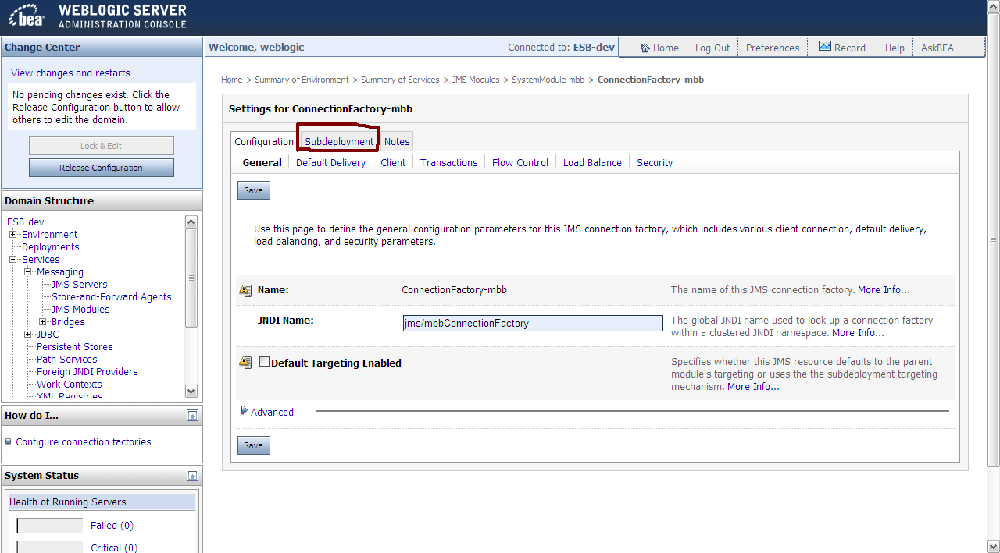 bea
WEBLOGIC SERVER
ADMINISTRATION CONSOLE
Change Center
View changes and restarts
No pending changes exist. Click the
Release Configuration button to allow
others to edit the domain.
Lock & Edit
Release Configuration
Domain Structure
ESB-dev
Environment
Deployments
Services
Messaging
JMS Servers
Store-and-Forward Agents
JMS Modules
Bridges
JDBC
Persistent Stores
Path Services
Foreign JNDI Providers
Work Contexts
XML Registries
How do I...
Configure connection factories
System Status
Health of Running Servers
Failed (0)
Critical (0)
Welcome, weblogic
Connected to: ESB-dev
Home
Log Out
Preferences
Record
Help
AskBEA
Home > Summary of Environment > Summary of Services > JMS Modules > SystemModule-mbb > ConnectionFactory-mbb
Settings for ConnectionFactory-mbb
Configuration Subdeployment Notes
General Default Delivery Client Transactions Flow Control Load Balance Security
Save
Use this page to define the general configuration parameters for this JMS connection factory, which includes various client connection, default delivery,
load balancing, and security parameters.
Name: ConnectionFactory-mbb The name of this JMS connection factory. More Info...
JNDI Name: jms/mbbConnectionFactory The global JNDI name used to look up a connection factory
within a clustered JNDI namespace. More Info...
Default Targeting Enabled Specifies whether this JMS resource defaults to the parent
module's targeting or uses the the subdeployment targeting
mechanism. More Info...
Advanced
Save